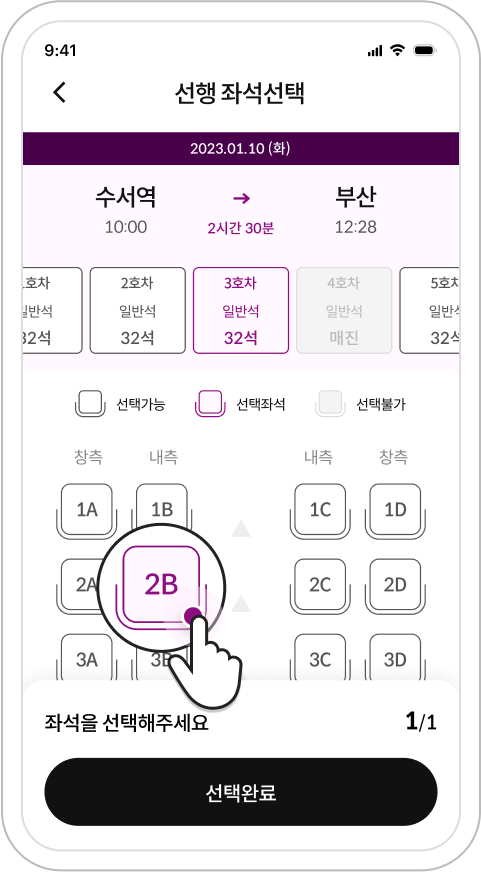 9:41
선행 좌석선택
2023.01.10 (화)
수서역 → 부산
10:00 2시간 30분 12:28
호차 2호차 3호차 4호차 5호차
일반석 일반석 일반석 일반석 일반
32석 32석 32석 매진 32석
선택가능 선택좌석 선택불가
창측 내측 내측 창측
1A 1B 1C 1D
2A 2B 2C 2D
3A 3B 3C 3D
좌석을 선택해주세요 1/1
선택완료